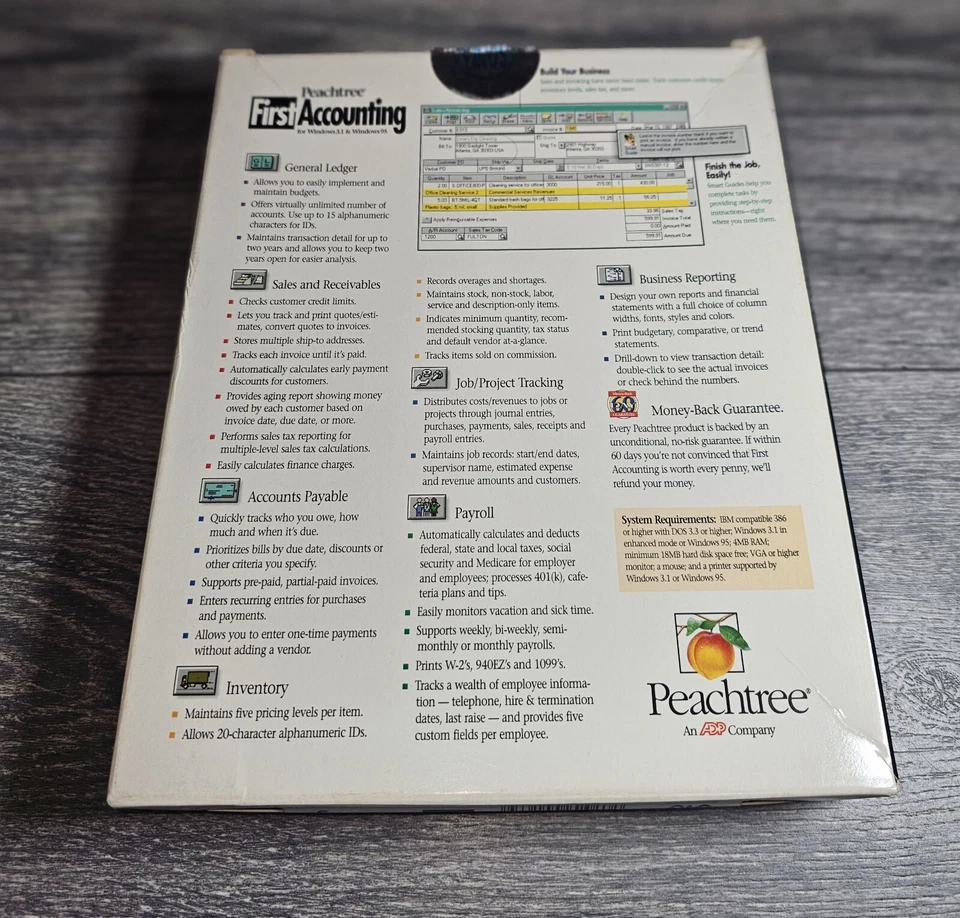 Peachtree®
First Accounting
for Windows 3.1 & Windows 95
Build Your Business
General Ledger
Allows you to easily implement and
maintain budgets.
Offers virtually unlimited number of
accounts. Use up to 15 alphanumeric
characters for IDs.
Maintains transaction detail for up to
two years and allows you to keep two
years open for easier analysis.
Finish the Job,
Easily!
Smart Guides help you
complete tasks by
providing step-by-step
instructions—right
where you need them.
Sales and Receivables
Checks customer credit limits.
Lets you track and print quotes/esti-
mates, convert quotes to invoices.
Stores multiple ship-to addresses.
Tracks each invoice until it's paid.
Automatically calculates early payment
discounts for customers.
Provides aging report showing money
owed by each customer based on
invoice date, due date, or more.
Performs sales tax reporting for
multiple-level sales tax calculations.
Easily calculates finance charges.
Accounts Payable
Quickly tracks who you owe, how
much and when it's due.
Prioritizes bills by due date, discounts or
other criteria you specify.
Supports pre-paid, partial-paid invoices.
Enters recurring entries for purchases
and payments.
Allows you to enter one-time payments
without adding a vendor.
Inventory
Maintains five pricing levels per item.
Allows 20-character alphanumeric IDs.
Records overages and shortages.
Maintains stock, non-stock, labor,
service and description-only items.
Indicates minimum quantity, recom-
mended stocking quantity, tax status
and default vendor at-a-glance.
Tracks items sold on commission.
Job/Project Tracking
Distributes costs/revenues to jobs or
projects through journal entries,
purchases, payments, sales, receipts and
payroll entries.
Maintains job records: start/end dates,
supervisor name, estimated expense
and revenue amounts and customers.
Payroll
Automatically calculates and deducts
federal, state and local taxes, social
security and Medicare for employer
and employees; processes 401(k), cafe-
teria plans and tips.
Easily monitors vacation and sick time.
Supports weekly, bi-weekly, semi-
monthly or monthly payrolls.
Prints W-2's, 940EZ's and 1099's.
Tracks a wealth of employee informa-
tion — telephone, hire & termination
dates, last raise — and provides five
custom fields per employee.
Business Reporting
Design your own reports and financial
statements with a full choice of column
widths, fonts, styles and colors.
Print budgetary, comparative, or trend
statements.
Drill-down to view transaction detail:
double-click to see the actual invoices
or check behind the numbers.
Money-Back Guarantee.
Every Peachtree product is backed by an
unconditional, no-risk guarantee. If within
60 days you're not convinced that First
Accounting is worth every penny, we'll
refund your money.
System Requirements: IBM compatible 386
or higher with DOS 3.3 or higher; Windows 3.1 in
enhanced mode or Windows 95; 4MB RAM;
minimum 18MB hard disk space free; VGA or higher
monitor; a mouse; and a printer supported by
Windows 3.1 or Windows 95.
Peachtree®
An ADP Company